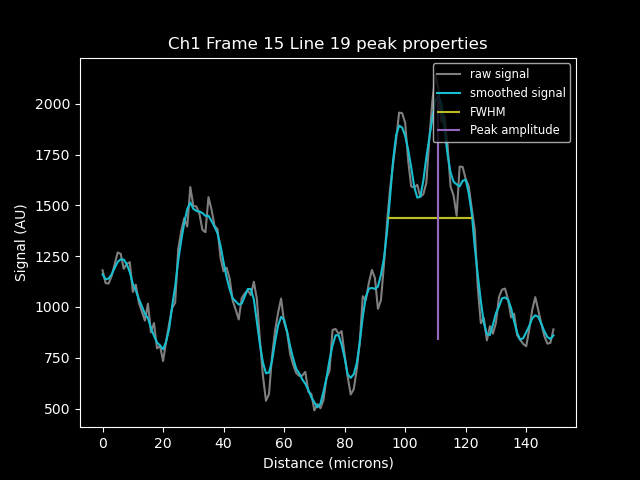 Ch1 Frame 15 Line 19 peak properties
raw signal
smoothed signal
FWHM
Peak amplitude
Signal (AU)
2000
1750
1500
1250
1000
750
500
0 20 40 60 80 100 120 140
Distance (microns)